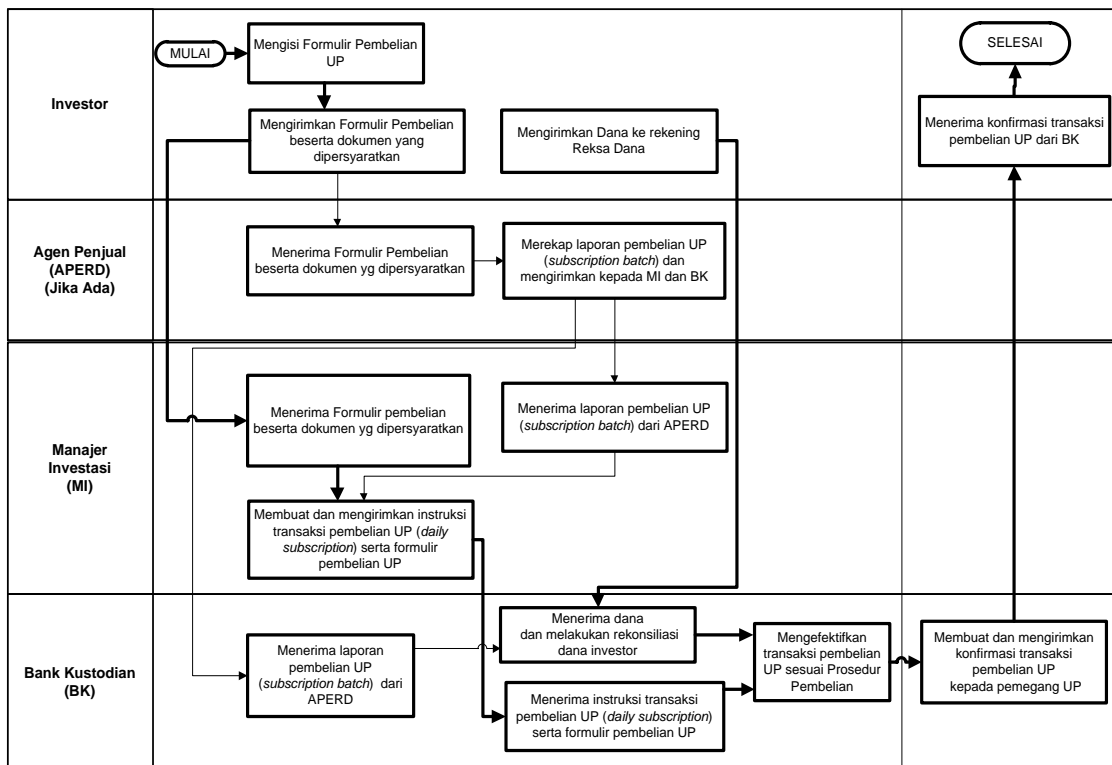 Investor
MULAI
Mengisi Formulir Pembelian
UP
Mengirimkan Formulir Pembelian
beserta dokumen yang
dipersyaratkan
Mengirimkan Dana ke rekening
Reksa Dana
SELESAI
Menerima konfirmasi transaksi
pembelian UP dari BK
Agen Penjual
(APERD)
(Jika Ada)
Menerima Formulir Pembelian
beserta dokumen yg dipersyaratkan
Merekap laporan pembelian UP
(subscription batch) dan
mengirimkan kepada MI dan BK
Manajer
Investasi
(MI)
Menerima Formulir pembelian
beserta dokumen yg dipersyaratkan
Menerima laporan pembelian UP
(subscription batch) dari APERD
Membuat dan mengirimkan instruksi
transaksi pembelian UP (daily
subscription) serta formulir
pembelian UP
Bank Kustodian
(BK)
Menerima laporan
pembelian UP
(subscription batch) dari
APERD
Menerima dana
dan melakukan rekonsiliasi
dana investor
Menerima instruksi transaksi
pembelian UP (daily subscription)
serta formulir pembelian UP
Mengefektifkan
transaksi pembelian
UP sesuai Prosedur
Pembelian
Membuat dan mengirimkan
konfirmasi transaksi
pembelian UP
kepada pemegang UP